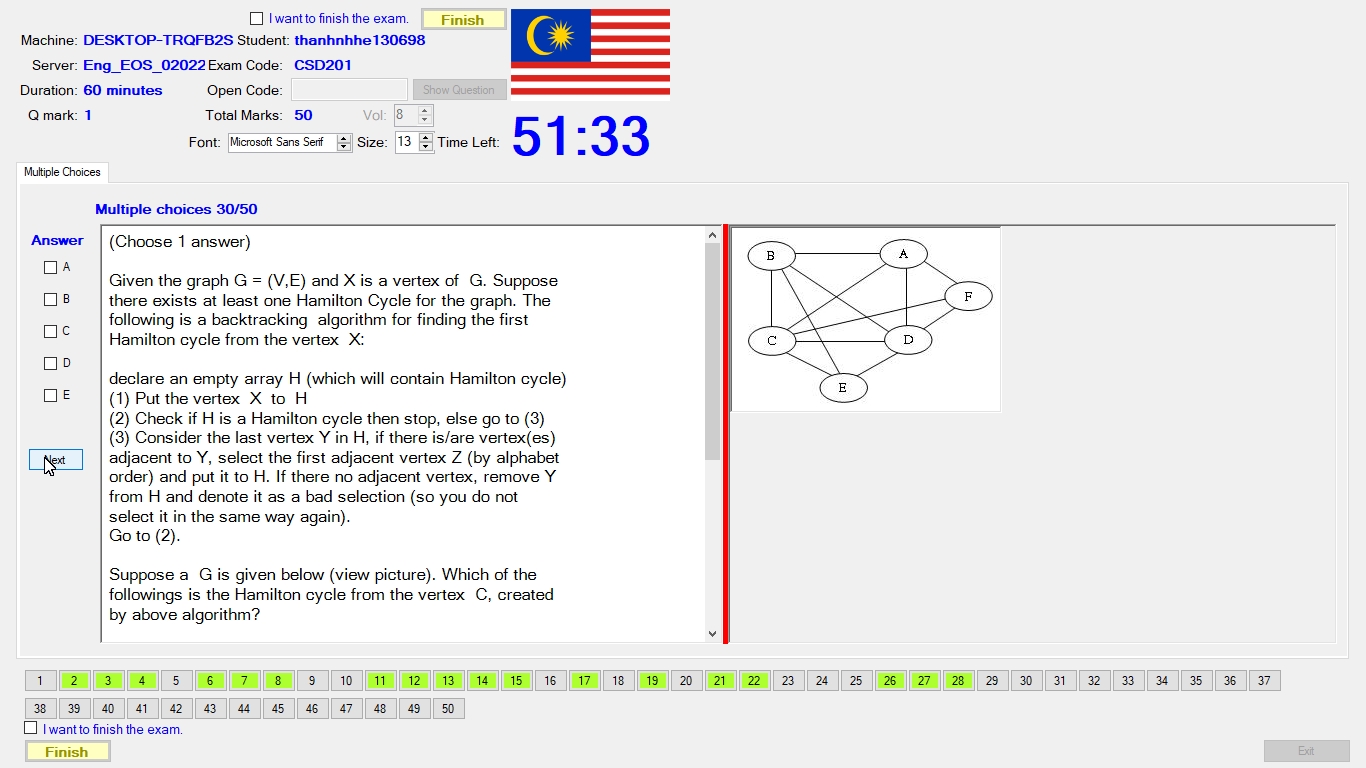 I want to finish the exam.
Finish
Machine: DESKTOP-TRQFB2S Student: thanhnhhe130698
Server: Eng_EOS_02022 Exam Code: CSD201
Duration: 60 minutes Open Code: Show Question
Q mark: 1 Total Marks: 50 Vol: 8
Font: Microsoft Sans Serif Size: 13 Time Left: 51:33
Multiple Choices
Multiple choices 30/50
Answer
A
B
C
D
E
Next
(Choose 1 answer)
Given the graph G = (V,E) and X is a vertex of G. Suppose
there exists at least one Hamilton Cycle for the graph. The
following is a backtracking algorithm for finding the first
Hamilton cycle from the vertex X:
declare an empty array H (which will contain Hamilton cycle)
(1) Put the vertex X to H
(2) Check if H is a Hamilton cycle then stop, else go to (3)
(3) Consider the last vertex Y in H, if there is/are vertex(es)
adjacent to Y, select the first adjacent vertex Z (by alphabet
order) and put it to H. If there no adjacent vertex, remove Y
from H and denote it as a bad selection (so you do not
select it in the same way again).
Go to (2).
Suppose a G is given below (view picture). Which of the
followings is the Hamilton cycle from the vertex C, created
by above algorithm?
B
A
F
C
D
E
1 2 3 4 5 6 7 8 9 10 11 12 13 14 15 16 17 18 19 20 21 22 23 24 25 26 27 28 29 30 31 32 33 34 35 36 37
38 39 40 41 42 43 44 45 46 47 48 49 50
I want to finish the exam.
Finish
Exit